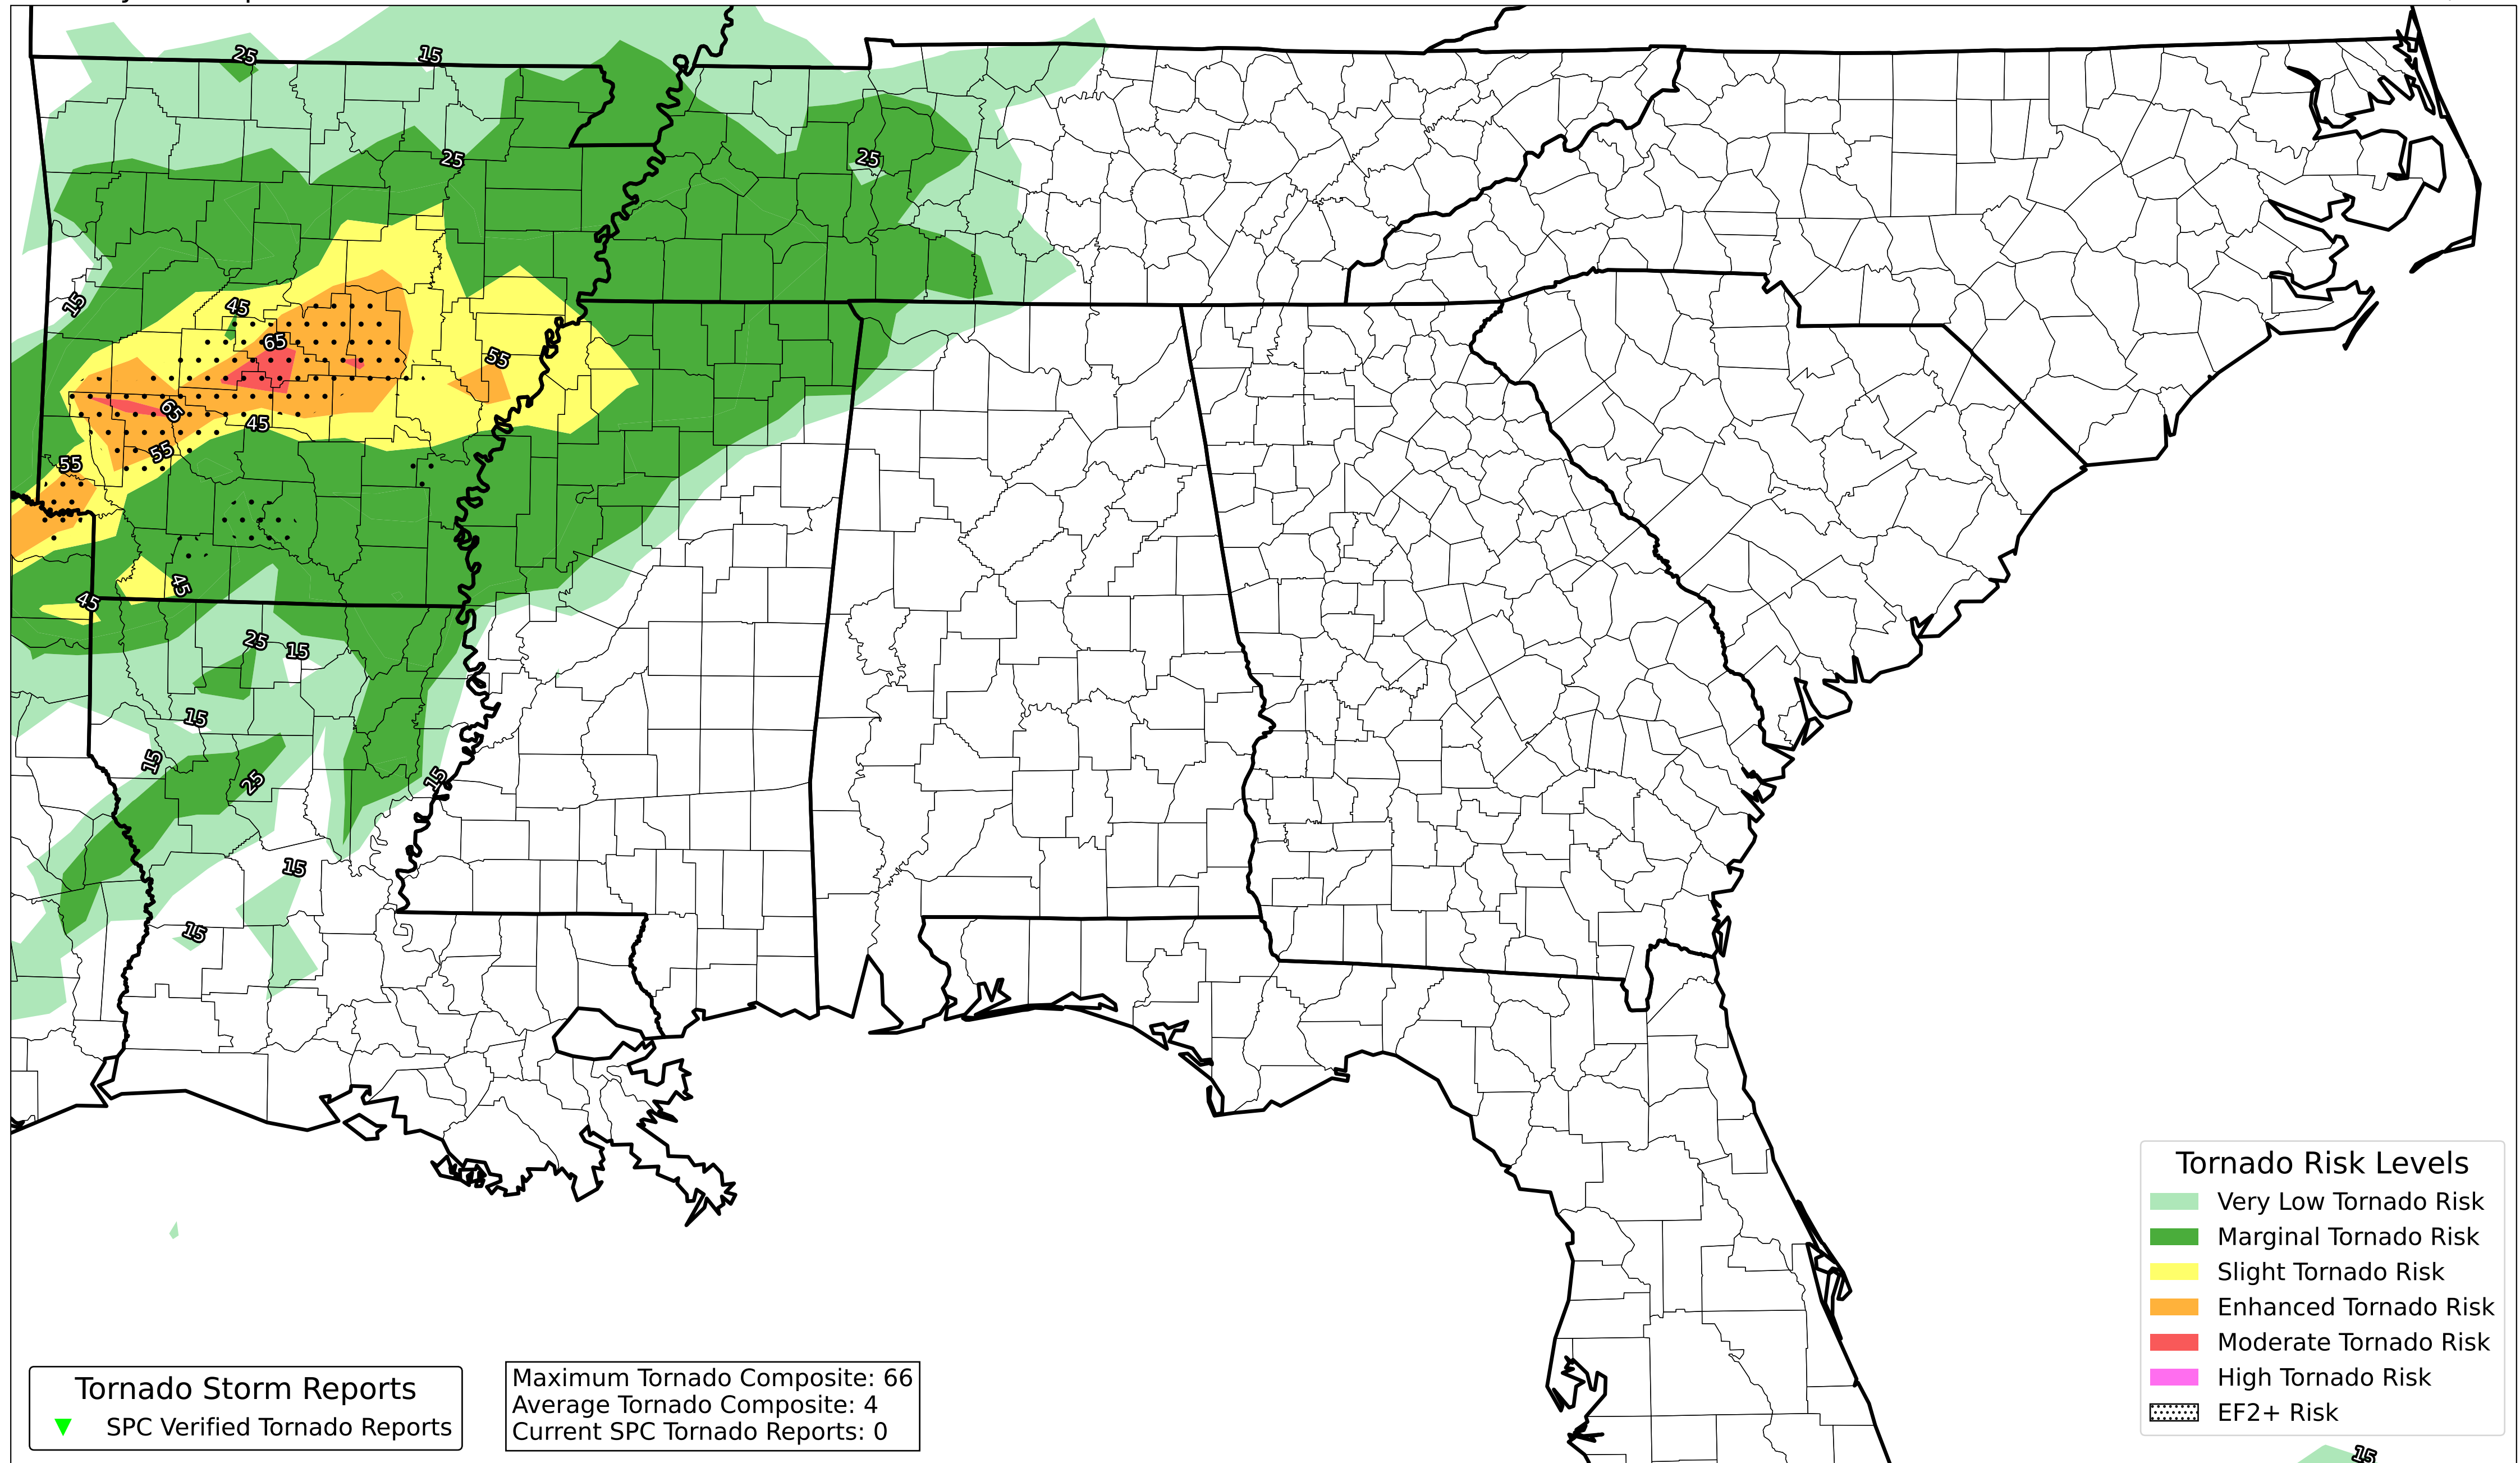 25
15
25
25
15
45
65
55
65
45
55
55
45
45
25
15
15
15
25
15
15
15
Tornado Risk Levels
Very Low Tornado Risk
Marginal Tornado Risk
Slight Tornado Risk
Enhanced Tornado Risk
Moderate Tornado Risk
High Tornado Risk
EF2+ Risk
Tornado Storm Reports
SPC Verified Tornado Reports
Maximum Tornado Composite: 66
Average Tornado Composite: 4
Current SPC Tornado Reports: 0
15